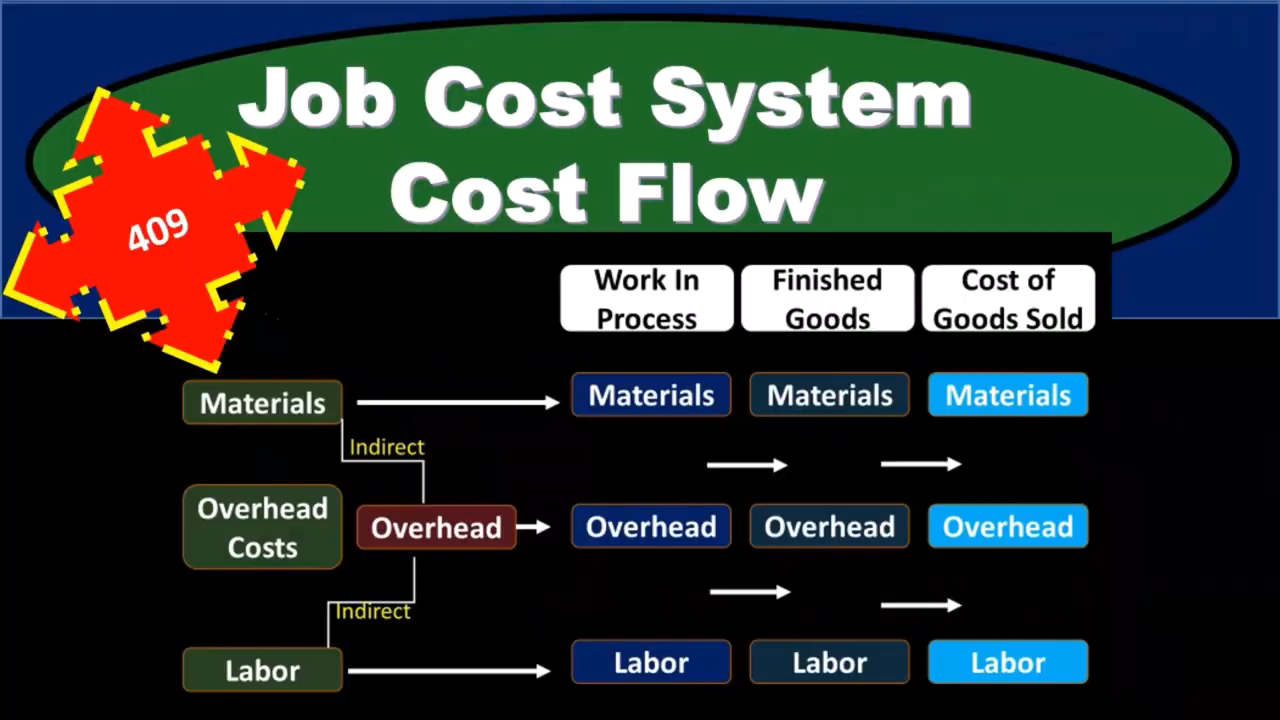 Job Cost System
Cost Flow
409
Work In
Process
Finished
Goods
Cost of
Goods Sold
Materials
Materials
Materials
Materials
Indirect
Overhead
Costs
Overhead
Overhead
Overhead
Overhead
Indirect
Labor
Labor
Labor
Labor